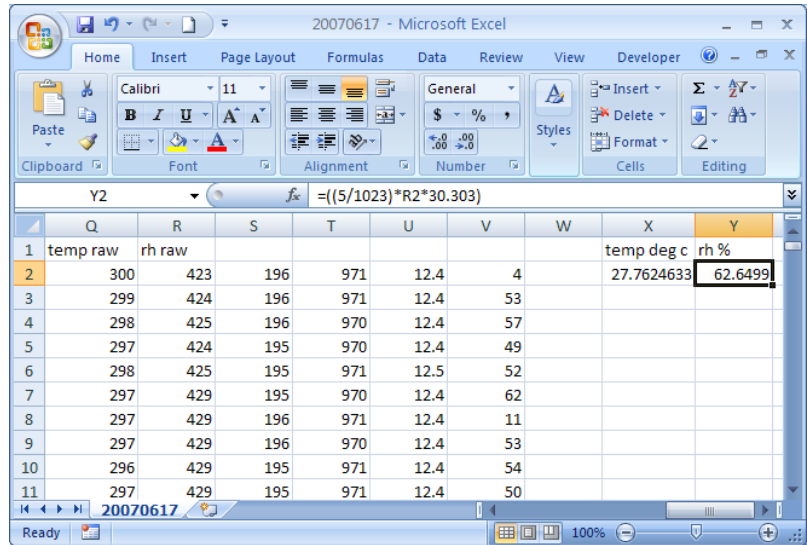 20070617 - Microsoft Excel
Home Insert Page Layout Formulas Data Review View Developer
Paste
Calibri 11
B I U A A
A
General
$ % ,
.0 .00 .00 .0
Styles
Insert
Delete
Format
Σ
Clipboard Font Alignment Number Cells Editing
Y2 fx =((5/1023)*R2*30.303)
Q R S T U V W X Y
1 temp raw rh raw temp deg c rh %
2 300 423 196 971 12.4 4 27.7624633 62.6499
3 299 424 196 971 12.4 53
4 298 425 196 970 12.4 57
5 297 424 195 970 12.4 49
6 298 425 195 971 12.5 52
7 297 429 195 970 12.4 62
8 297 429 196 971 12.4 11
9 297 429 196 970 12.4 53
10 296 429 195 971 12.4 54
11 297 429 195 971 12.4 50
20070617
Ready 100%